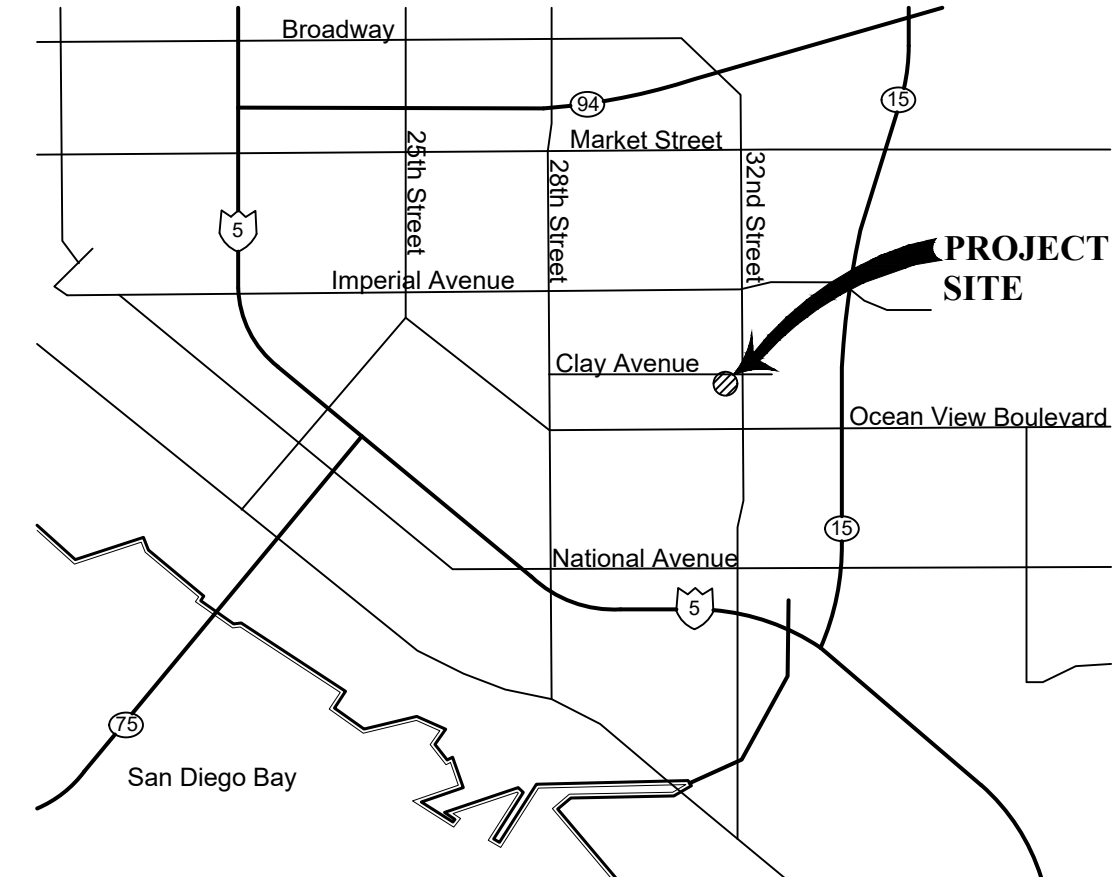 Broadway
94
15
Market Street
25th Street
28th Street
32nd Street
5
PROJECT
SITE
Imperial Avenue
Clay Avenue
Ocean View Boulevard
15
National Avenue
5
75
San Diego Bay